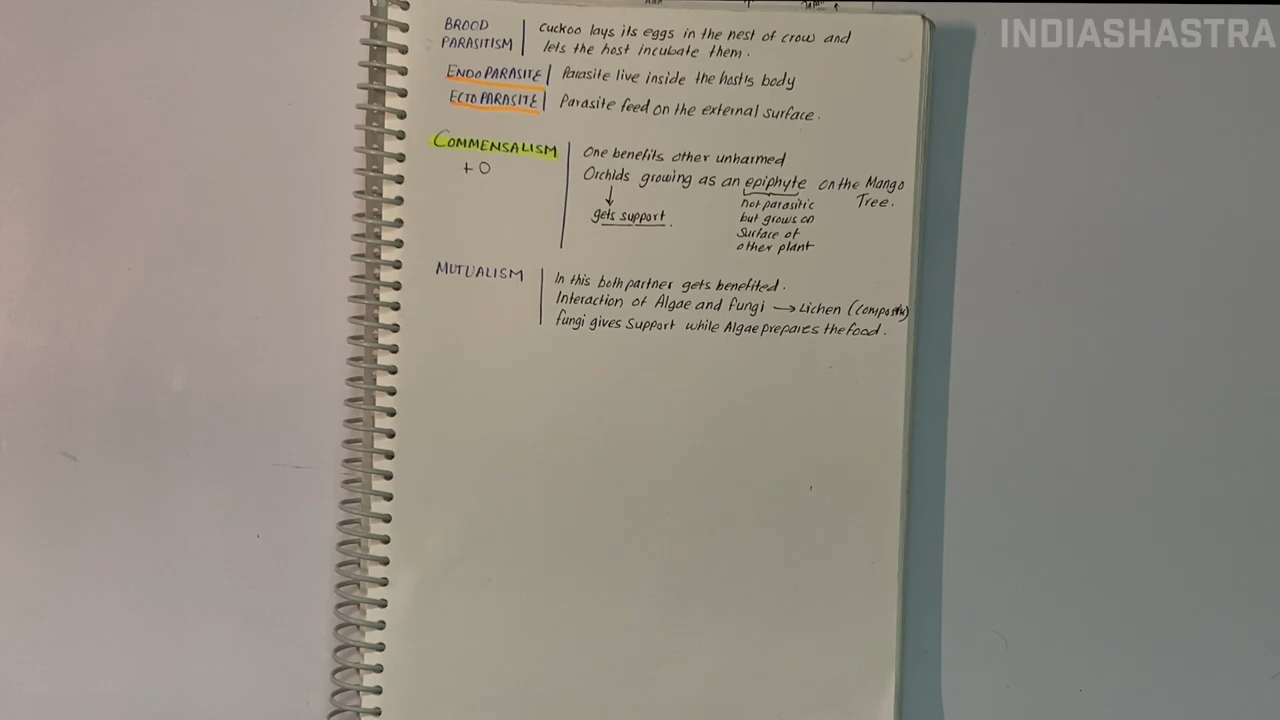 INDIASHASTRA
BROOD
PARASITISM
Cuckoo lays its eggs in the nest of crow and
lets the host incubate them.
ENDOPARASITE
Parasite live inside the host's body
ECTOPARASITE
Parasite feed on the external surface.
COMMENSALISM
+ O
One benefits other unharmed
Orchids growing as an epiphyte on the Mango
Tree.
↓
gets support.
not parasitic
but grows on
Surface of
other plant
MUTUALISM
In this both partner gets benefited.
Interaction of Algae and fungi → Lichen
fungi gives Support while Algae prepares the food.